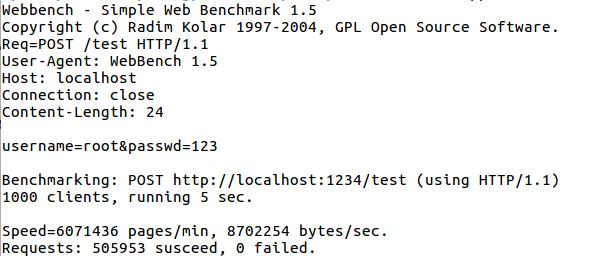 Webbench - Simple Web Benchmark 1.5
Copyright (c) Radim Kolar 1997-2004, GPL Open Source Software.
Req=POST /test HTTP/1.1
User-Agent: WebBench 1.5
Host: localhost
Connection: close
Content-Length: 24

username=root&passwd=123

Benchmarking: POST http://localhost:1234/test (using HTTP/1.1)
1000 clients, running 5 sec.

Speed=6071436 pages/min, 8702254 bytes/sec.
Requests: 505953 susceed, 0 failed.